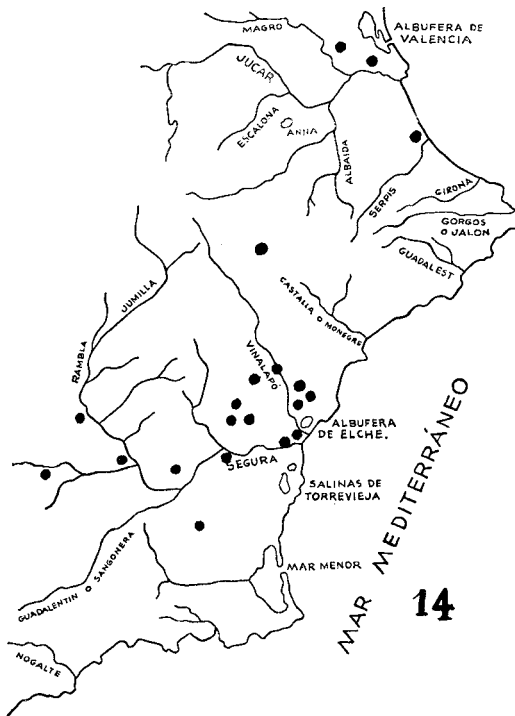 MAGRO
ALBUFERA DE
VALENCIA
JUCAR
ESCALONA
ANNA
ALBAIDA
SERPIS
GIRONA
GORGOS
O JALON
GUADALEST
CASTALLA O MONEGRE
JUMILLA
RAMBLA
VINALAPÓ
ALBUFERA
DE ELCHE.
SEGURA
SALINAS DE
TORREVIEJA
MAR MEDITERRÁNEO
MAR MENOR
GUADALENTIN O SANGONERA
14
NOGALTE